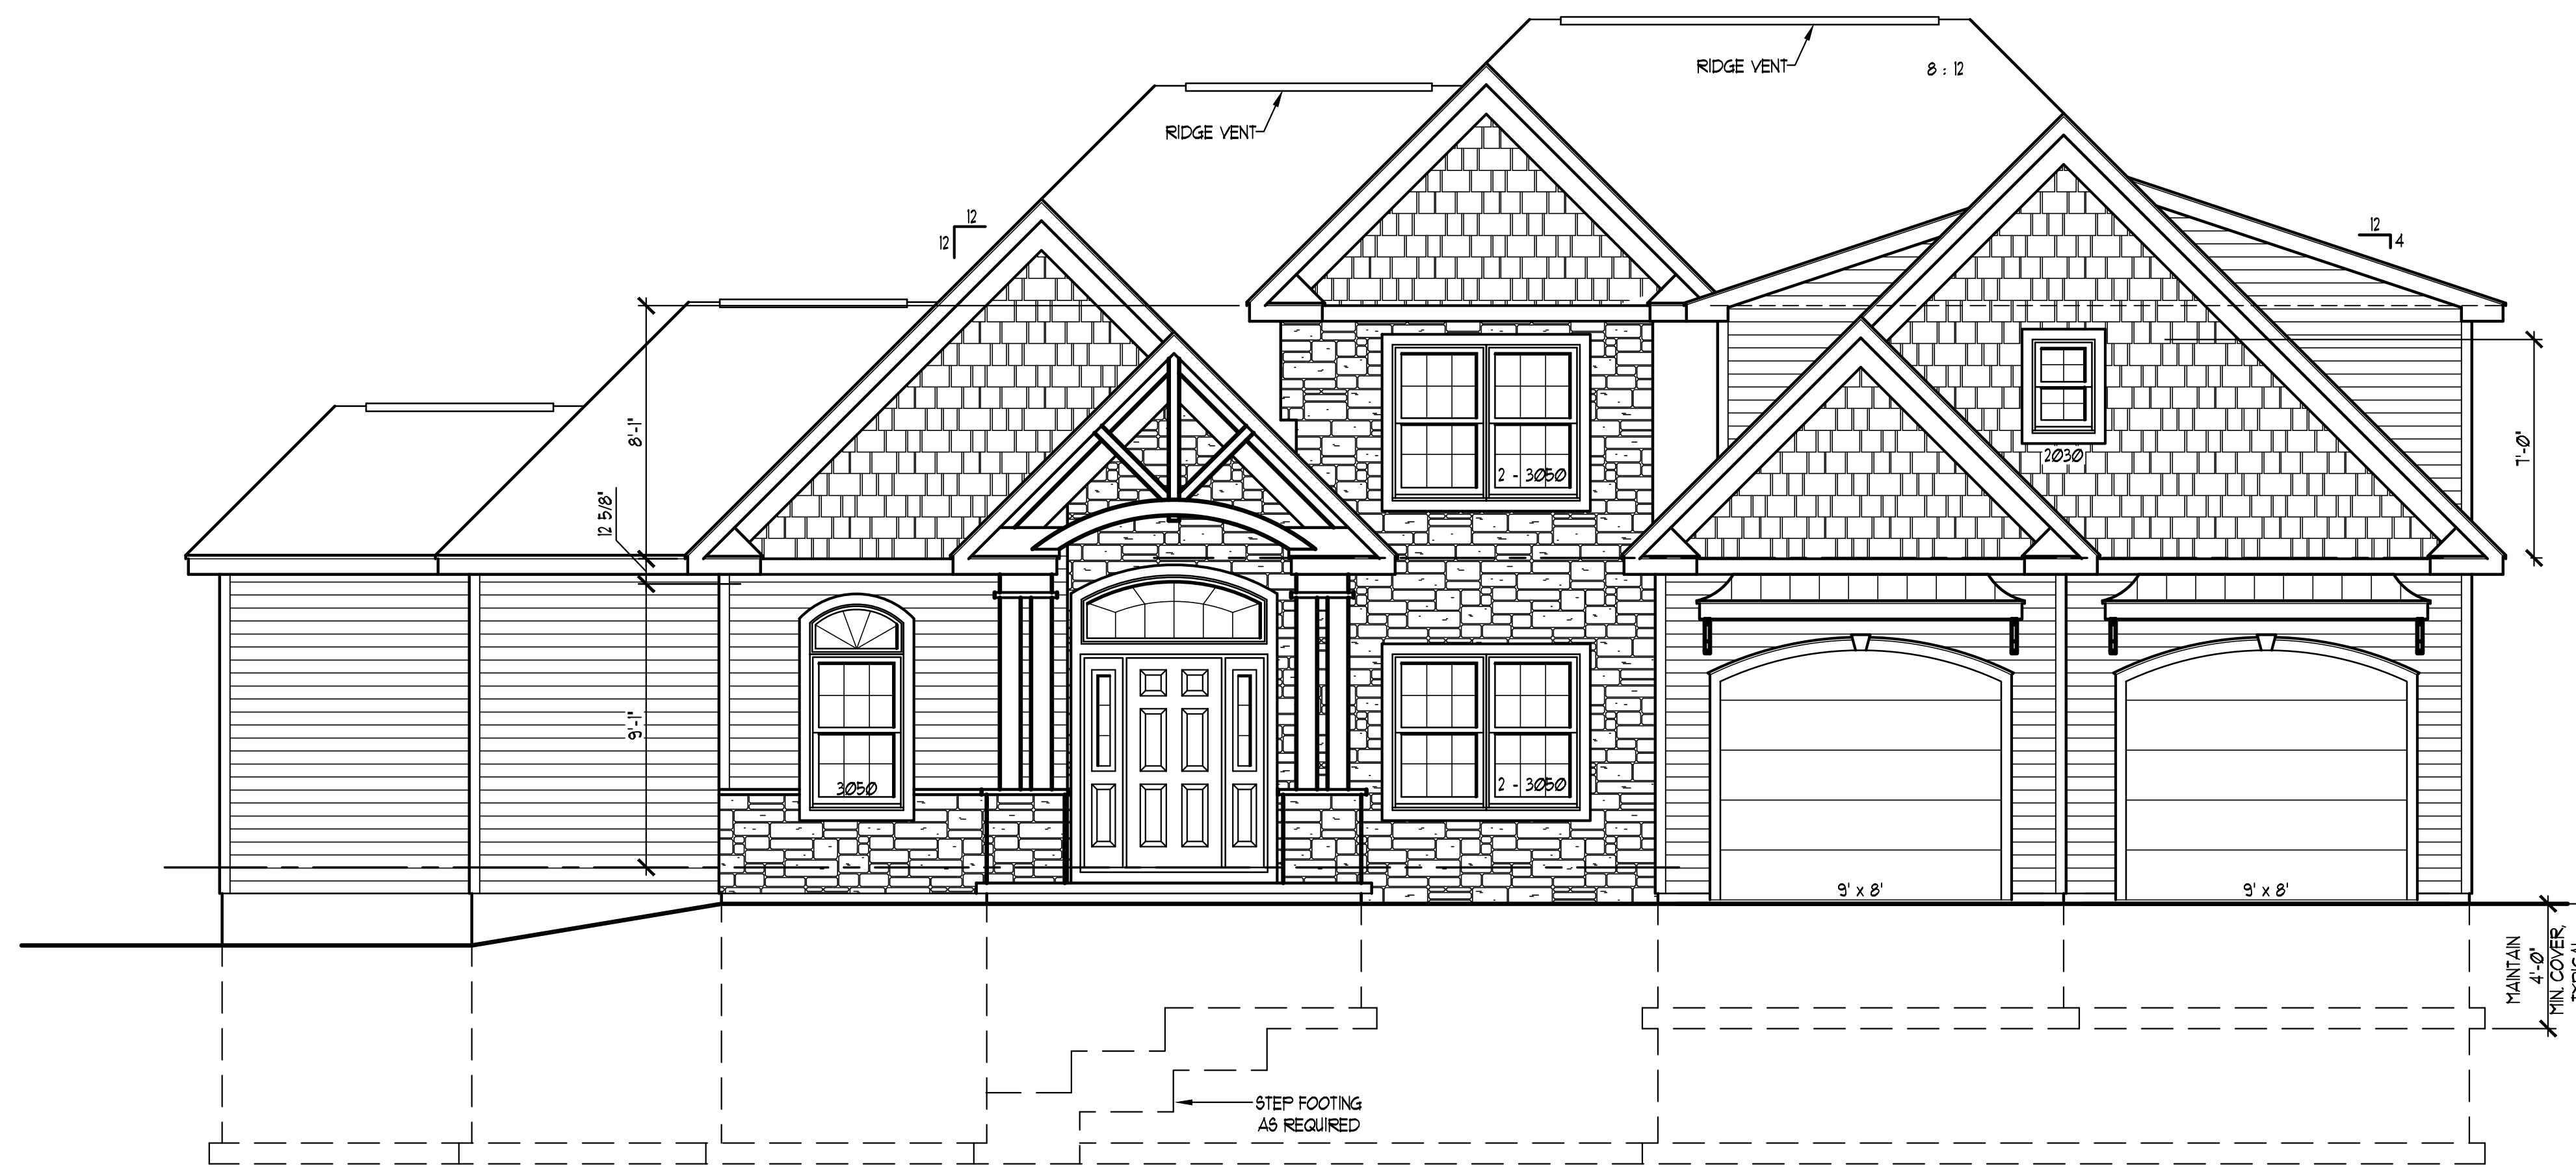 RIDGE VENT
8 : 12
RIDGE VENT
12
12
12
4
8'-1"
12 5/8"
2 - 3050
2030
7'-0"
9'-1"
3050
2 - 3050
9' x 8'
9' x 8'
MAINTAIN
4'-0"
MIN. COVER,
TYPICAL
STEP FOOTING
AS REQUIRED